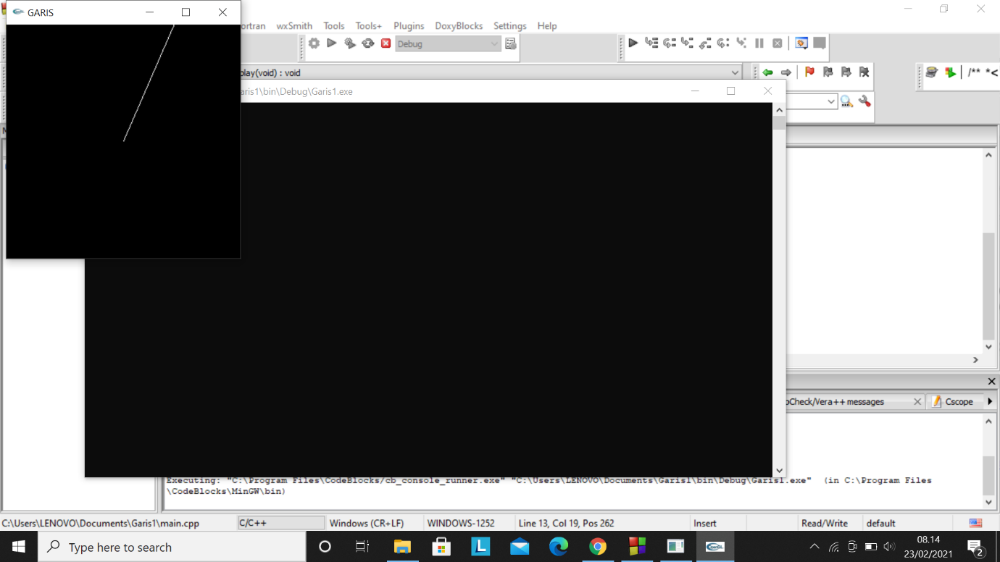 GARIS
ortran wxSmith Tools Tools+ Plugins DoxyBlocks Settings Help
Debug
play(void) : void
/** *<
aris1\bin\Debug\Garis1.exe
oCheck/Vera++ messages
Cscope
Executing: "C:\Program Files\CodeBlocks/cb_console_runner.exe" "C:\Users\LENOVO\Documents\Garis1\bin\Debug\Garis1.exe" (in C:\Program Files
\CodeBlocks\MinGW\bin)
C:\Users\LENOVO\Documents\Garis1\main.cpp C/C++ Windows (CR+LF) WINDOWS-1252 Line 13, Col 19, Pos 262 Insert Read/Write default
Type here to search
L
OpenGL
08.14
23/02/2021
2